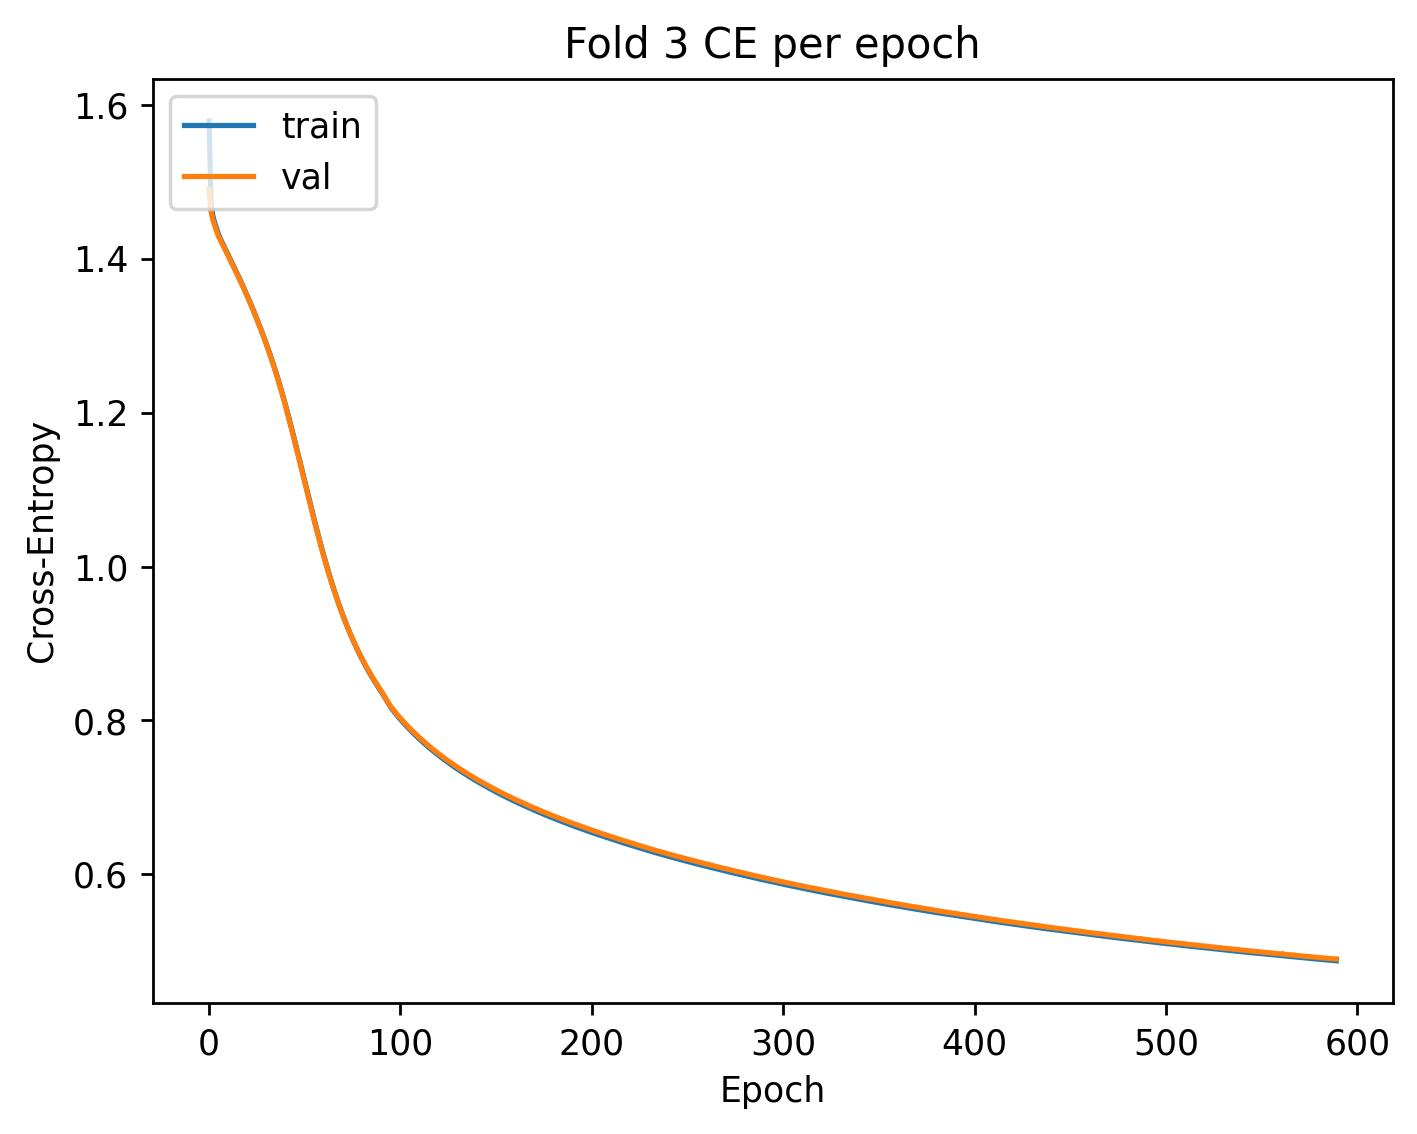 Fold 3 CE per epoch
train
val
1.6
1.4
1.2
1.0
0.8
0.6
Cross-Entropy
0 100 200 300 400 500 600
Epoch